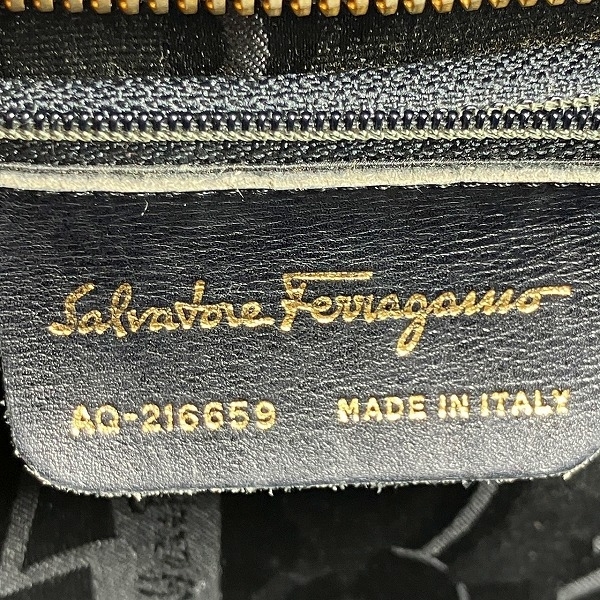 Salvatore Ferragamo
AQ-216659 MADE IN ITALY